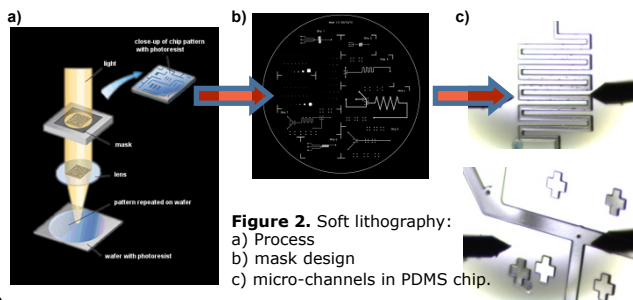 a)
close-up of chip pattern
with photoresist
light
mask
lens
pattern repeated on wafer
wafer with photoresist
b)
c)
Figure 2. Soft lithography:
a) Process
b) mask design
c) micro-channels in PDMS chip.